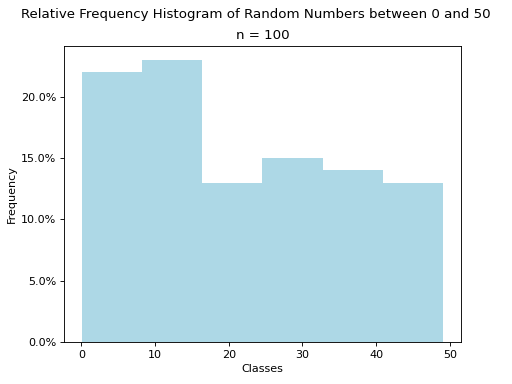 Relative Frequency Histogram of Random Numbers between 0 and 50
n = 100
20.0%
15.0%
10.0%
5.0%
0.0%
Frequency
0 10 20 30 40 50
Classes